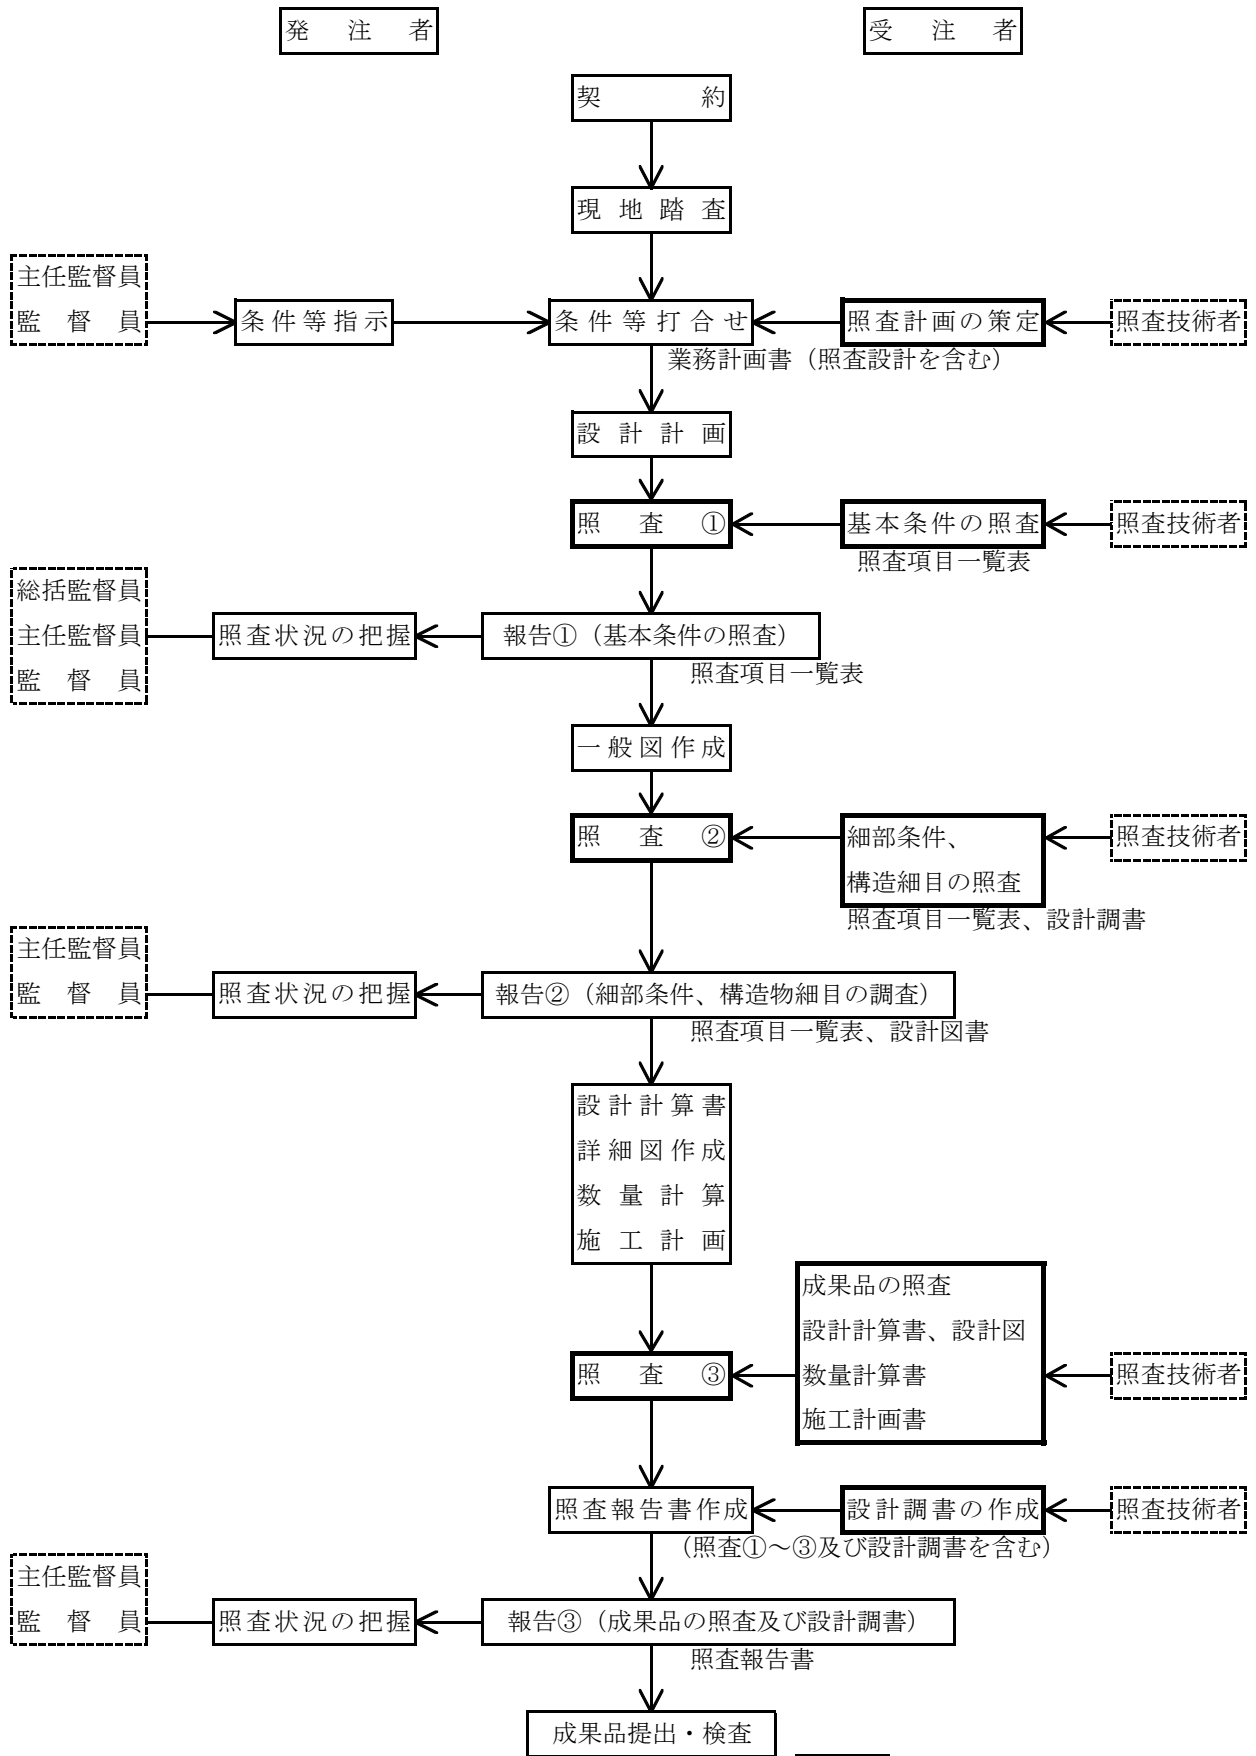 発注者
受注者
契約
現地踏査
主任監督員
監督員
条件等指示
条件等打合せ
照査計画の策定
照査技術者
業務計画書（照査設計を含む）
設計計画
照査①
基本条件の照査
照査技術者
照査項目一覧表
総括監督員
主任監督員
監督員
照査状況の把握
報告①（基本条件の照査）
照査項目一覧表
一般図作成
照査②
細部条件、
構造細目の照査
照査技術者
照査項目一覧表、設計調書
主任監督員
監督員
照査状況の把握
報告②（細部条件、構造物細目の調査）
照査項目一覧表、設計図書
設計計算書
詳細図作成
数量計算
施工計画
照査③
成果品の照査
設計計算書、設計図
数量計算書
施工計画書
照査技術者
照査報告書作成
設計調書の作成
照査技術者
（照査①～③及び設計調書を含む）
主任監督員
監督員
照査状況の把握
報告③（成果品の照査及び設計調書）
照査報告書
成果品提出・検査